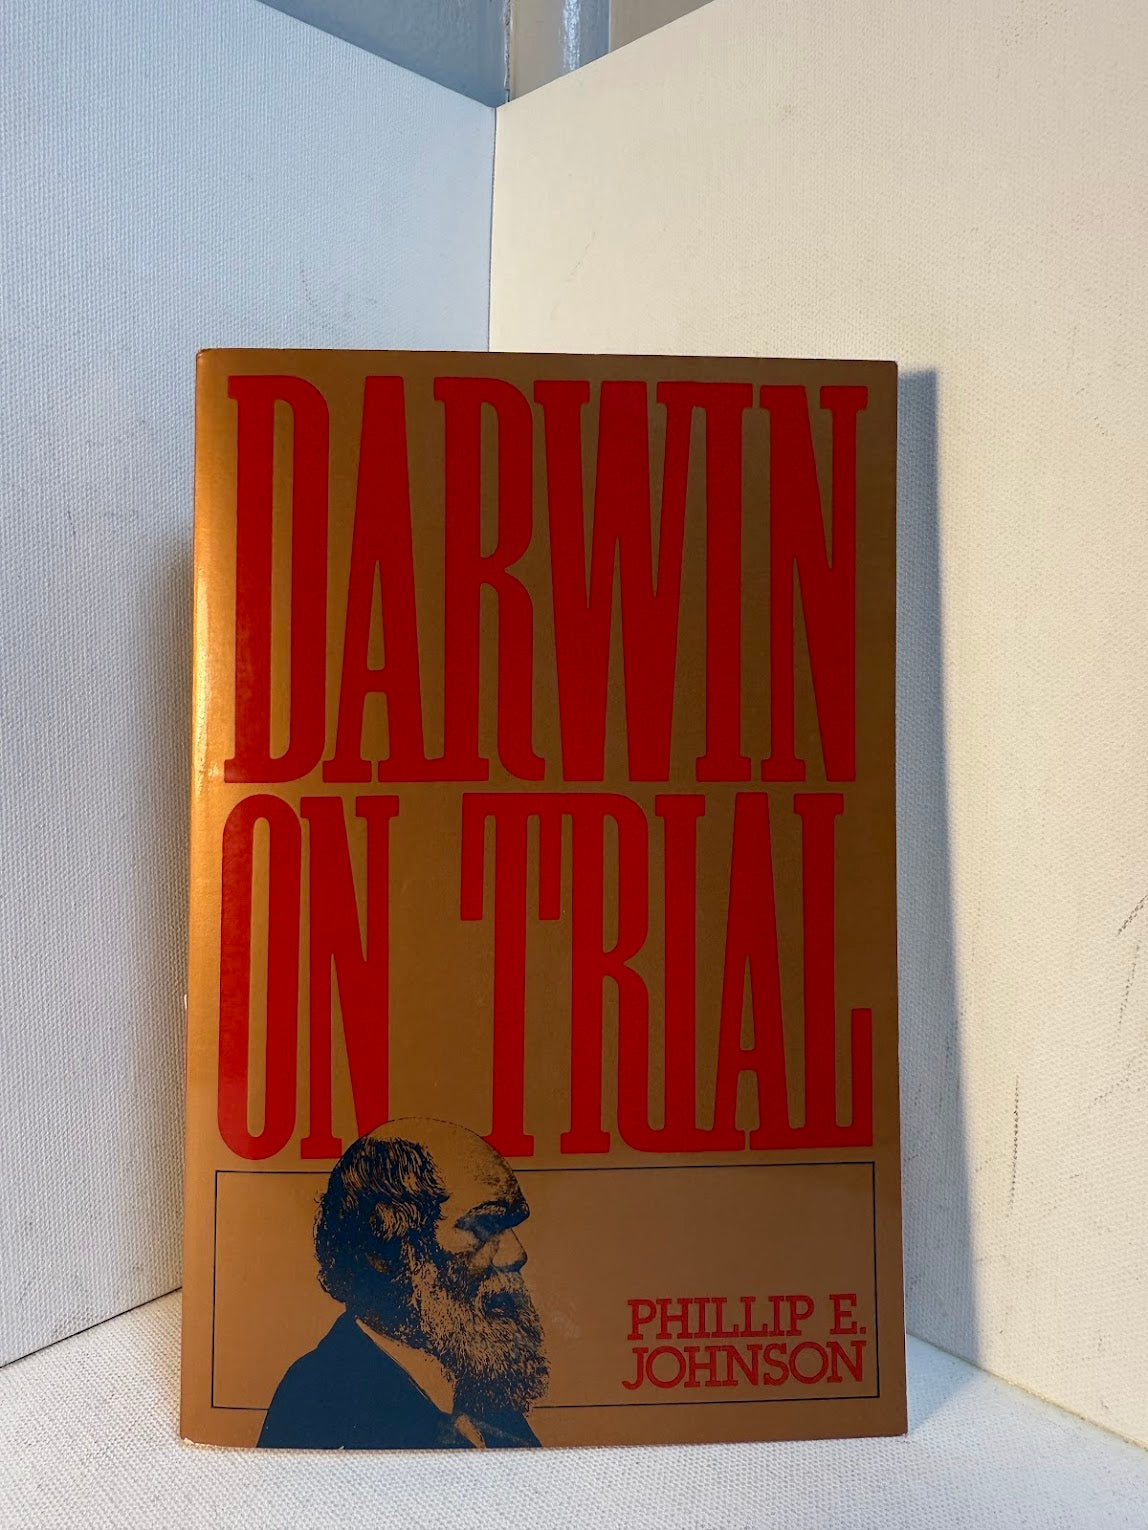 DARWIN
ON TRIAL
PHILLIP E.
JOHNSON